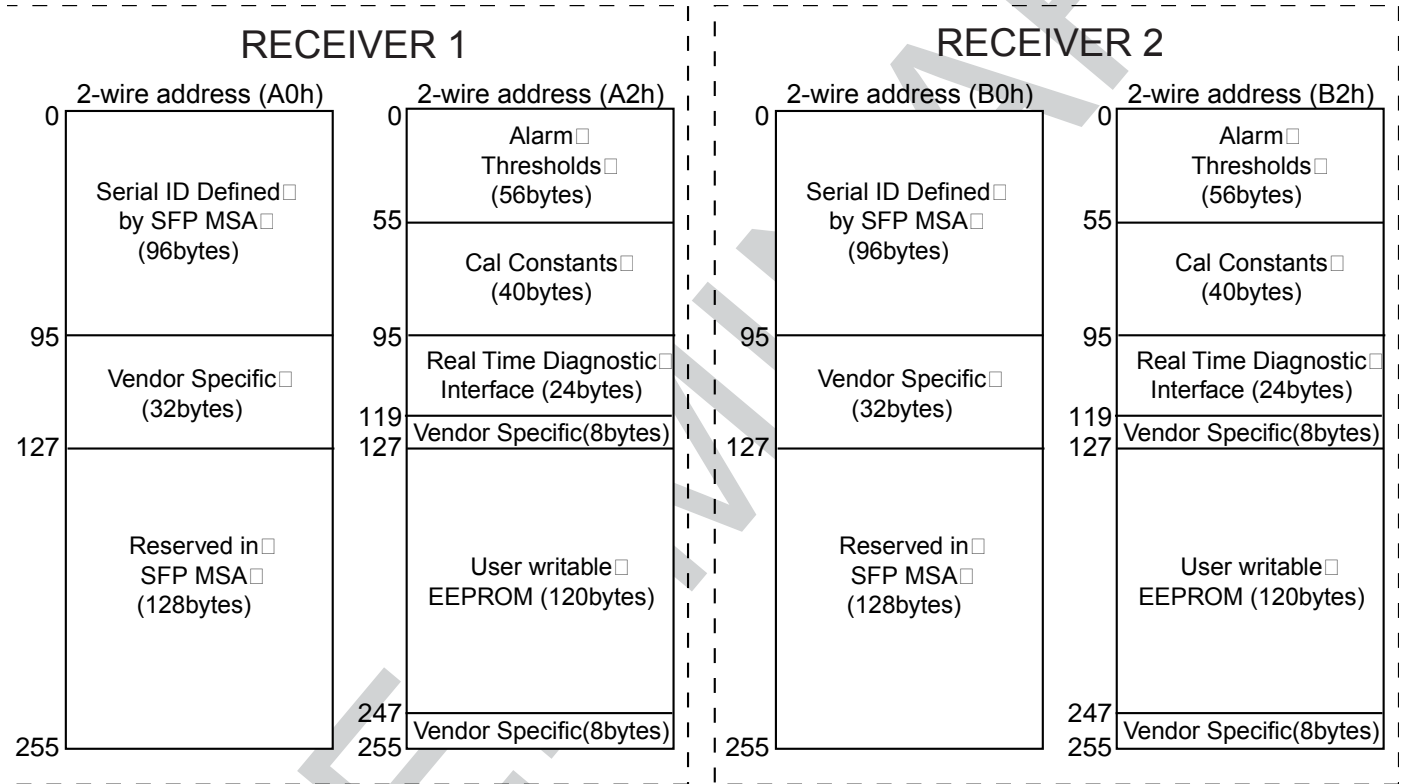 RECEIVER 1
2-wire address (A0h)
0
Serial ID Defined
by SFP MSA
(96bytes)
95
Vendor Specific
(32bytes)
127
Reserved in
SFP MSA
(128bytes)
255
2-wire address (A2h)
0
Alarm
Thresholds
(56bytes)
55
Cal Constants
(40bytes)
95
Real Time Diagnostic
Interface (24bytes)
119
Vendor Specific(8bytes)
127
User writable
EEPROM (120bytes)
247
Vendor Specific(8bytes)
255
RECEIVER 2
2-wire address (B0h)
0
Serial ID Defined
by SFP MSA
(96bytes)
95
Vendor Specific
(32bytes)
127
Reserved in
SFP MSA
(128bytes)
255
2-wire address (B2h)
0
Alarm
Thresholds
(56bytes)
55
Cal Constants
(40bytes)
95
Real Time Diagnostic
Interface (24bytes)
119
Vendor Specific(8bytes)
127
User writable
EEPROM (120bytes)
247
Vendor Specific(8bytes)
255